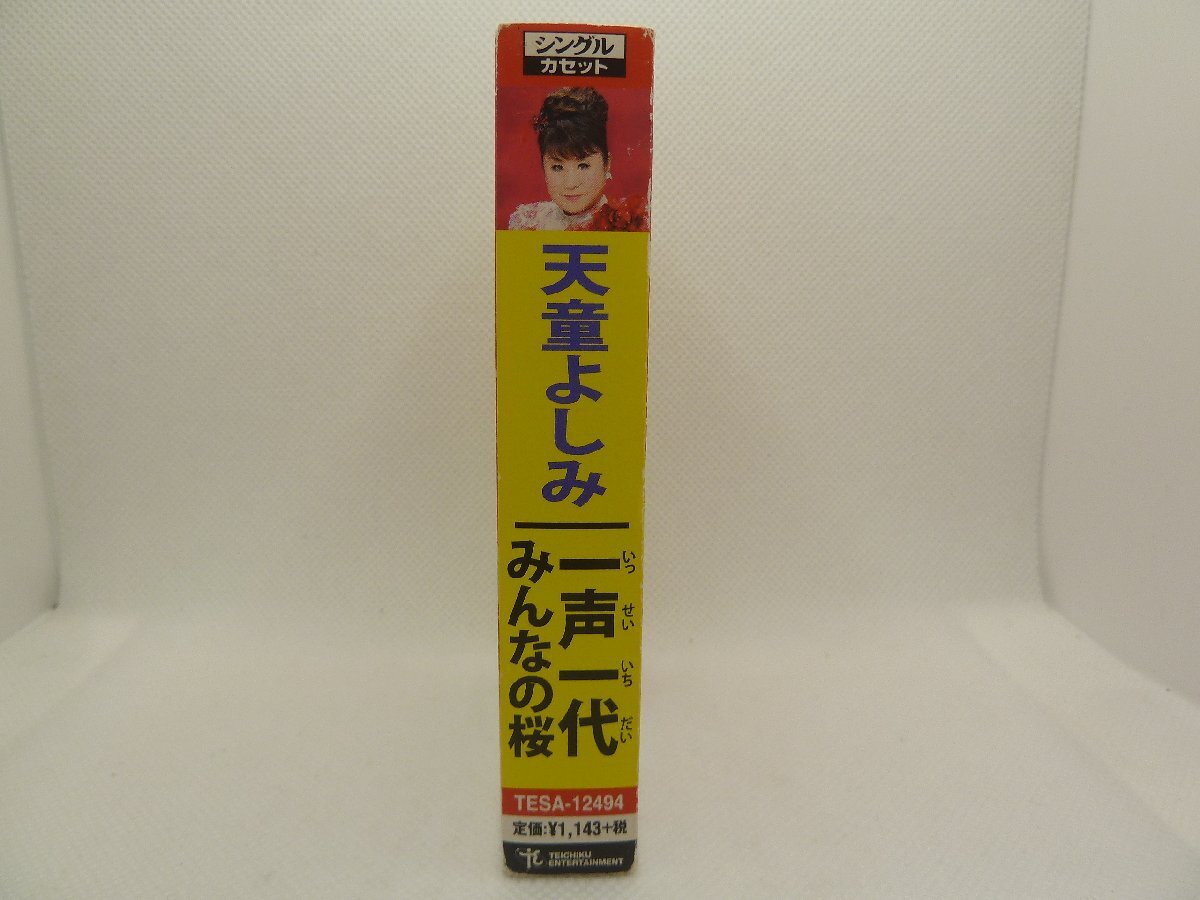 シングル
カセット
天童よしみ
一声一代
いっ せい いち だい
みんなの桜
TESA-12494
定価:¥1,143+税
TEICHIKU
ENTERTAINMENT